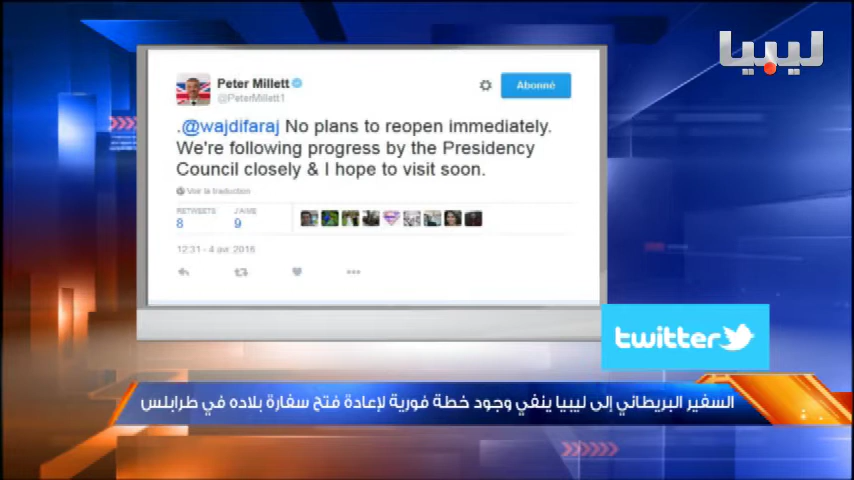 ليبيا
Peter Millett
@PeterMillett1
Abonné
.@wajdifaraj No plans to reopen immediately.
We're following progress by the Presidency
Council closely & I hope to visit soon.
Voir la traduction
RETWEETS J'AIME
8 9
12:31 - 4 avr 2016
twitter
السفير البريطاني إلى ليبيا ينفي وجود خطة فورية لإعادة فتح سفارة بلاده في طرابلس